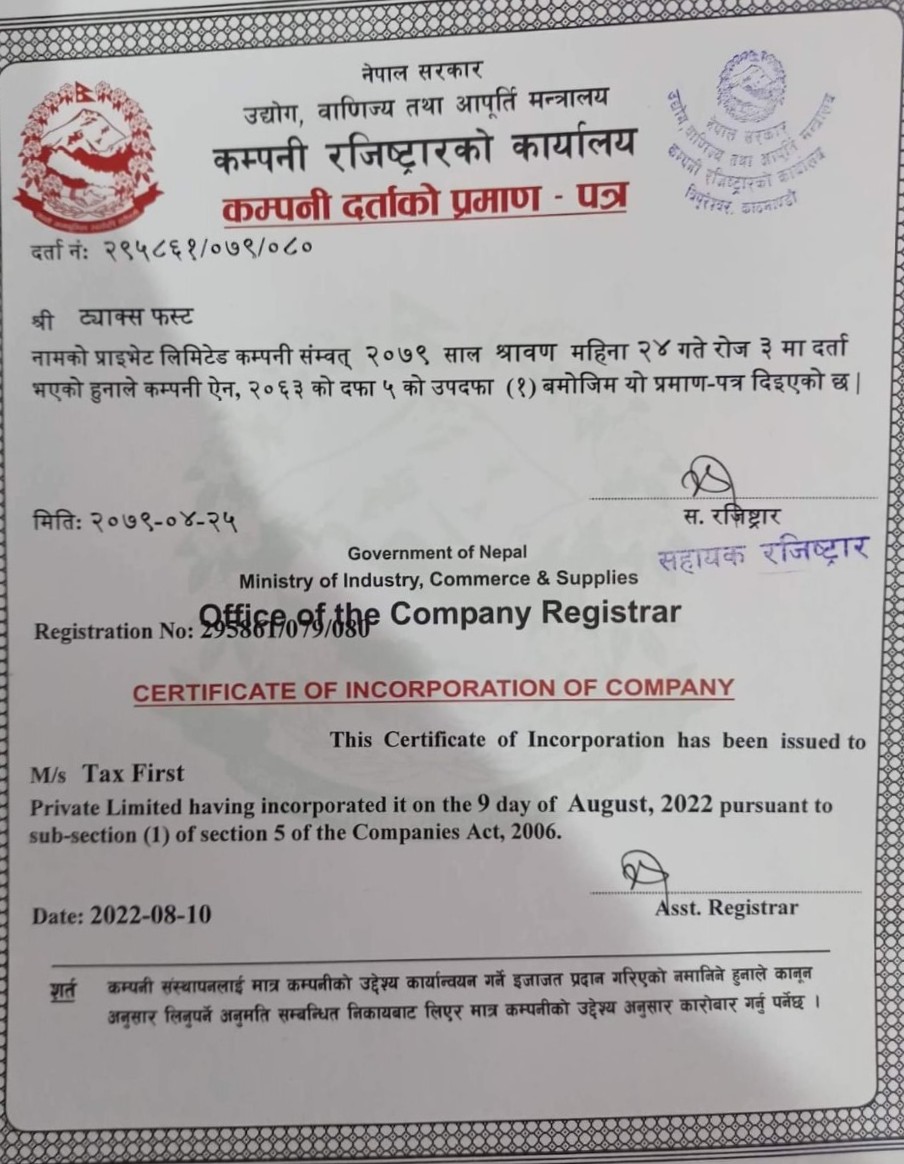 नेपाल सरकार
उद्योग, वाणिज्य तथा आपूर्ति मन्त्रालय
कम्पनी रजिष्ट्रारको कार्यालय
कम्पनी दर्ताको प्रमाण - पत्र
नेपाल सरकार
उद्योग, वाणिज्य तथा आपूर्ति मन्त्रालय
कम्पनी रजिष्ट्रारको कार्यालय
त्रिपुरेश्वर, काठमाण्डौ
दर्ता नं: २९५८६१/०७९/०८०
श्री ट्याक्स फस्ट
नामको प्राइभेट लिमिटेड कम्पनी संम्वत् २०७९ साल श्रावण महिना २४ गते रोज ३ मा दर्ता
भएको हुनाले कम्पनी ऐन, २०६३ को दफा ५ को उपदफा (१) बमोजिम यो प्रमाण-पत्र दिइएको छ |
स. रजिष्ट्रार
मिति: २०७९-०४-२५
सहायक रजिष्ट्रार
Government of Nepal
Ministry of Industry, Commerce & Supplies
Office of the Company Registrar
Registration No: 295861/079/080
CERTIFICATE OF INCORPORATION OF COMPANY
This Certificate of Incorporation has been issued to
M/s Tax First
Private Limited having incorporated it on the 9 day of August, 2022 pursuant to
sub-section (1) of section 5 of the Companies Act, 2006.
Asst. Registrar
Date: 2022-08-10
शर्त कम्पनी संस्थापनलाई मात्र कम्पनीको उद्देश्य कार्यान्वयन गर्ने इजाजत प्रदान गरिएको नमानिने हुनाले कानून
अनुसार लिनुपर्ने अनुमति सम्बन्धित निकायबाट लिएर मात्र कम्पनीको उद्देश्य अनुसार कारोबार गर्नु पर्नेछ ।